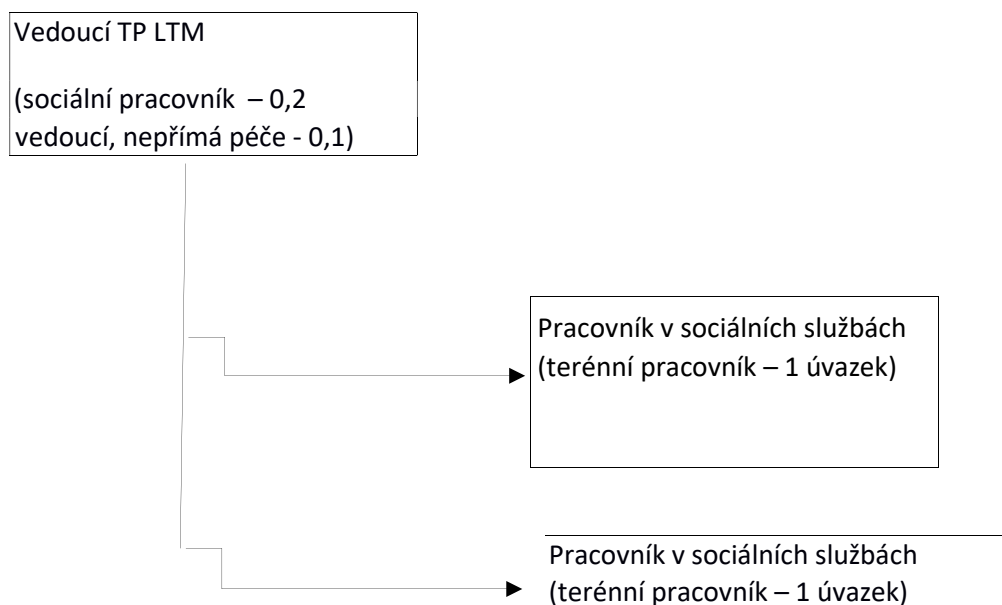 Vedoucí TP LTM
(sociální pracovník – 0,2
vedoucí, nepřímá péče - 0,1)
Pracovník v sociálních službách
(terénní pracovník – 1 úvazek)
Pracovník v sociálních službách
(terénní pracovník – 1 úvazek)